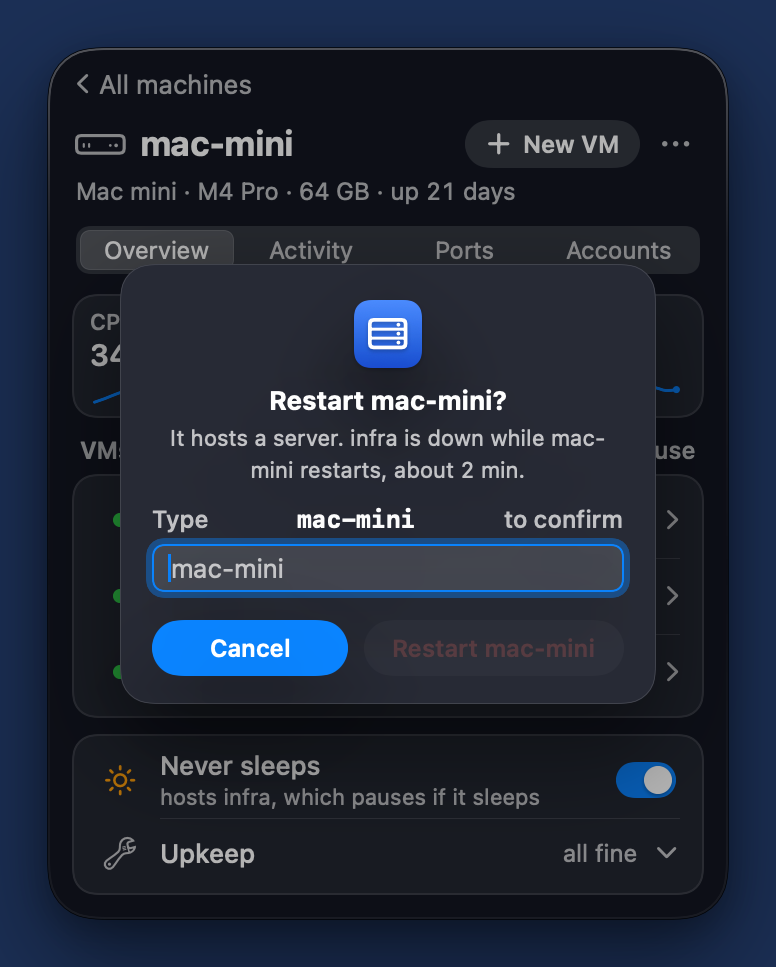 All machines
mac-mini
New VM
Mac mini · M4 Pro · 64 GB · up 21 days
Overview
Activity
Ports
Accounts
Restart mac-mini?
It hosts a server. infra is down while mac-
mini restarts, about 2 min.
Type mac-mini to confirm
mac-mini
Cancel
Restart mac-mini
Never sleeps
hosts infra, which pauses if it sleeps
Upkeep
all fine